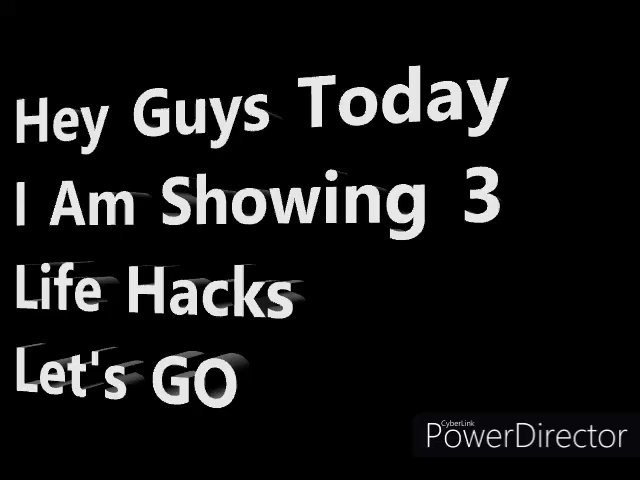 Hey Guys Today
I Am Showing 3
Life Hacks
Let's GO
CyberLink
PowerDirector